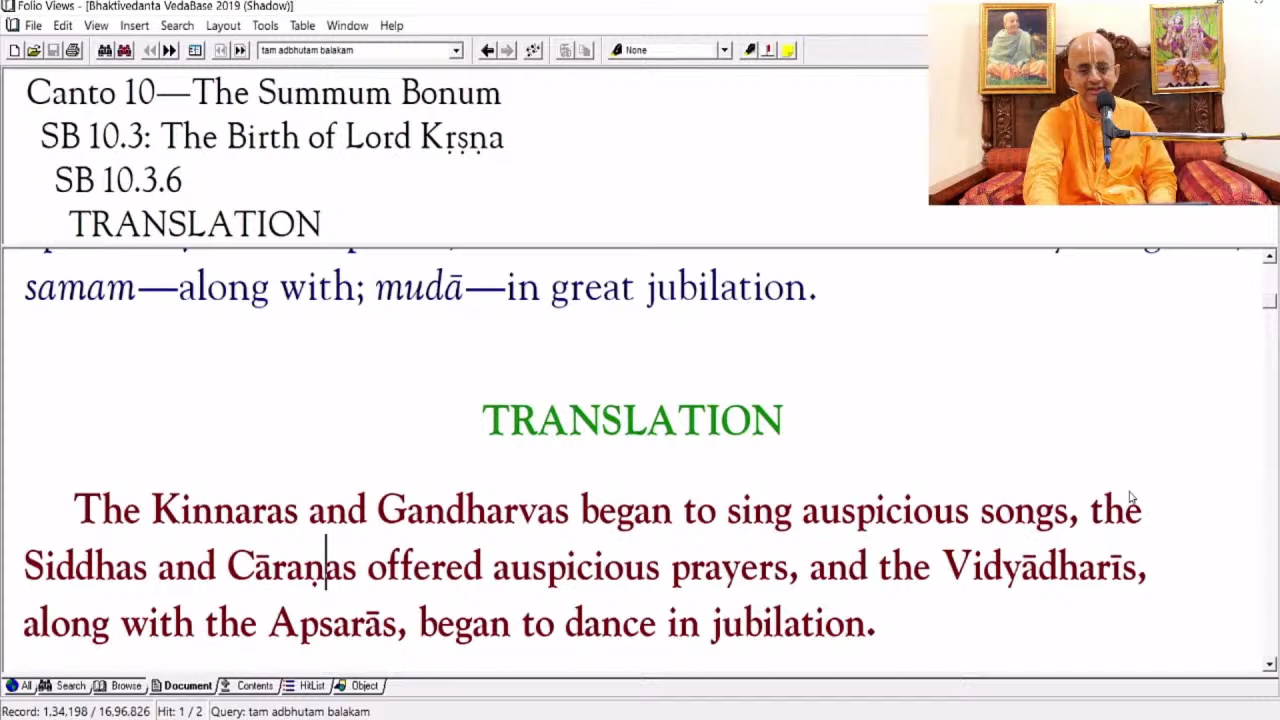 Folio Views - [Bhaktivedanta VedaBase 2019 (Shadow)]
File Edit View Insert Search Layout Tools Table Window Help
tam adbhutam balakam None
Canto 10—The Summum Bonum
SB 10.3: The Birth of Lord Kṛṣṇa
SB 10.3.6
TRANSLATION
samam—along with; mudā—in great jubilation.
TRANSLATION
The Kinnaras and Gandharvas began to sing auspicious songs, the
Siddhas and Cāraṇas offered auspicious prayers, and the Vidyādharīs,
along with the Apsarās, began to dance in jubilation.
All Search Browse Document Contents HitList Object
Record: 1,34,198 / 16,96,826 Hit: 1 / 2 Query: tam adbhutam balakam